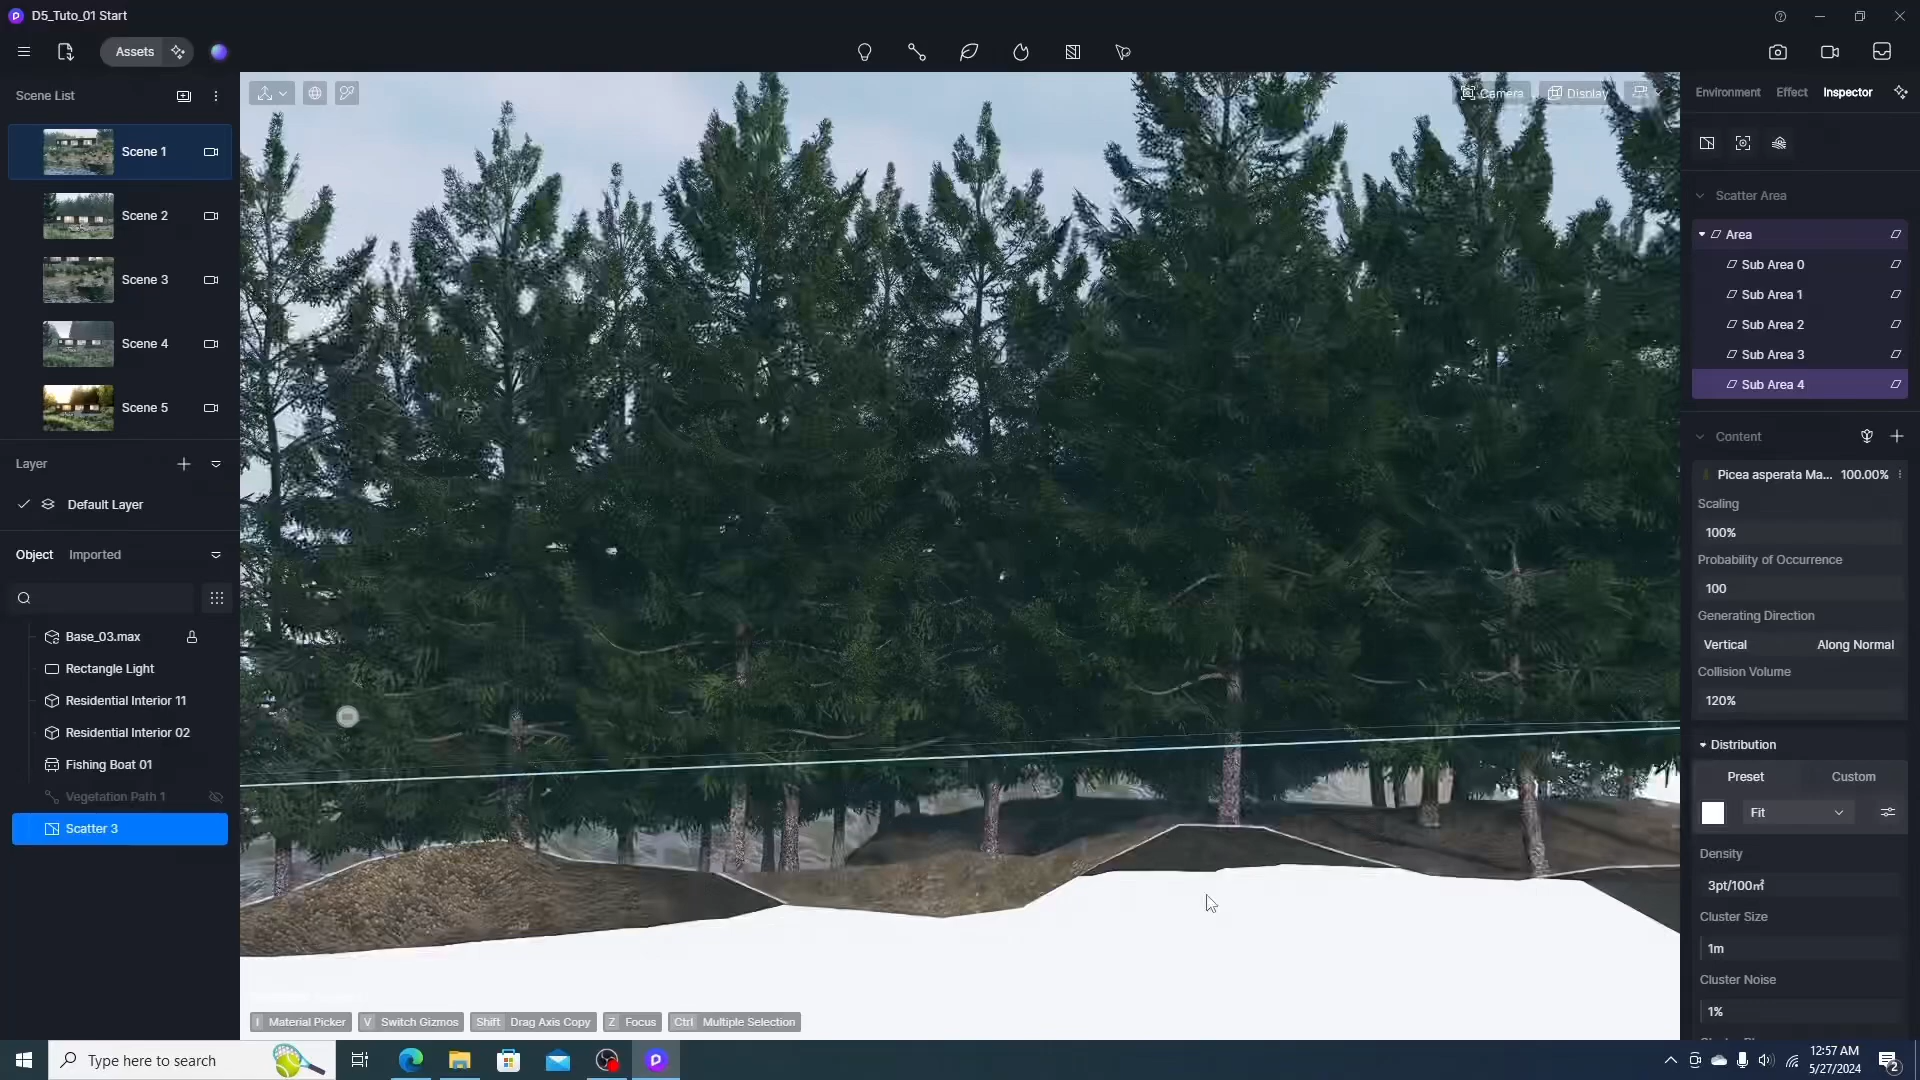 D5_Tuto_01 Start
Assets
Scene List
Scene 1
Scene 2
Scene 3
Scene 4
Scene 5
Layer
Default Layer
Object Imported
Base_03.max
Rectangle Light
Residential Interior 11
Residential Interior 02
Fishing Boat 01
Vegetation Path 1
Scatter 3
Camera Display
I Material Picker V Switch Gizmos Shift Drag Axis Copy Z Focus Ctrl Multiple Selection
Environment Effect Inspector
Scatter Area
Area
Sub Area 0
Sub Area 1
Sub Area 2
Sub Area 3
Sub Area 4
Content
Picea asperata Ma... 100.00%
Scaling
100%
Probability of Occurrence
100
Generating Direction
Vertical Along Normal
Collision Volume
120%
Distribution
Preset Custom
Fit
Density
3pt/100㎡
Cluster Size
1m
Cluster Noise
1%
Type here to search
12:57 AM
5/27/2024
2